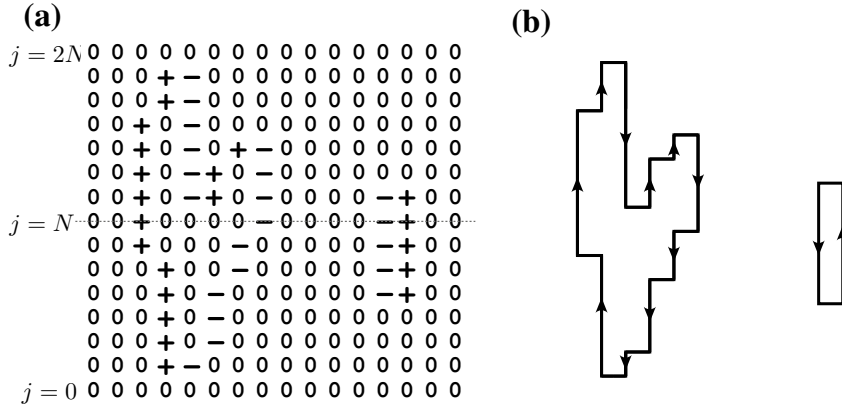 (a) (b)
j = 2N 0 0 0 0 0 0 0 0 0 0 0 0 0 0 0 0
0 0 0 + − 0 0 0 0 0 0 0 0 0 0 0
0 0 0 + − 0 0 0 0 0 0 0 0 0 0 0
0 0 + 0 − 0 0 0 0 0 0 0 0 0 0 0
0 0 + 0 − 0 + − 0 0 0 0 0 0 0 0
0 0 + 0 − + 0 − 0 0 0 0 0 0 0 0
0 0 + 0 − + 0 − 0 0 0 0 − + 0 0
j = N 0 0 + 0 0 0 0 − 0 0 0 0 − + 0 0
0 0 + 0 0 0 − 0 0 0 0 0 − + 0 0
0 0 0 + 0 0 − 0 0 0 0 0 − + 0 0
0 0 0 + 0 − 0 0 0 0 0 0 − + 0 0
0 0 0 + 0 − 0 0 0 0 0 0 0 0 0 0
0 0 0 + 0 − 0 0 0 0 0 0 0 0 0 0
0 0 0 + − 0 0 0 0 0 0 0 0 0 0 0
j = 0 0 0 0 0 0 0 0 0 0 0 0 0 0 0 0 0